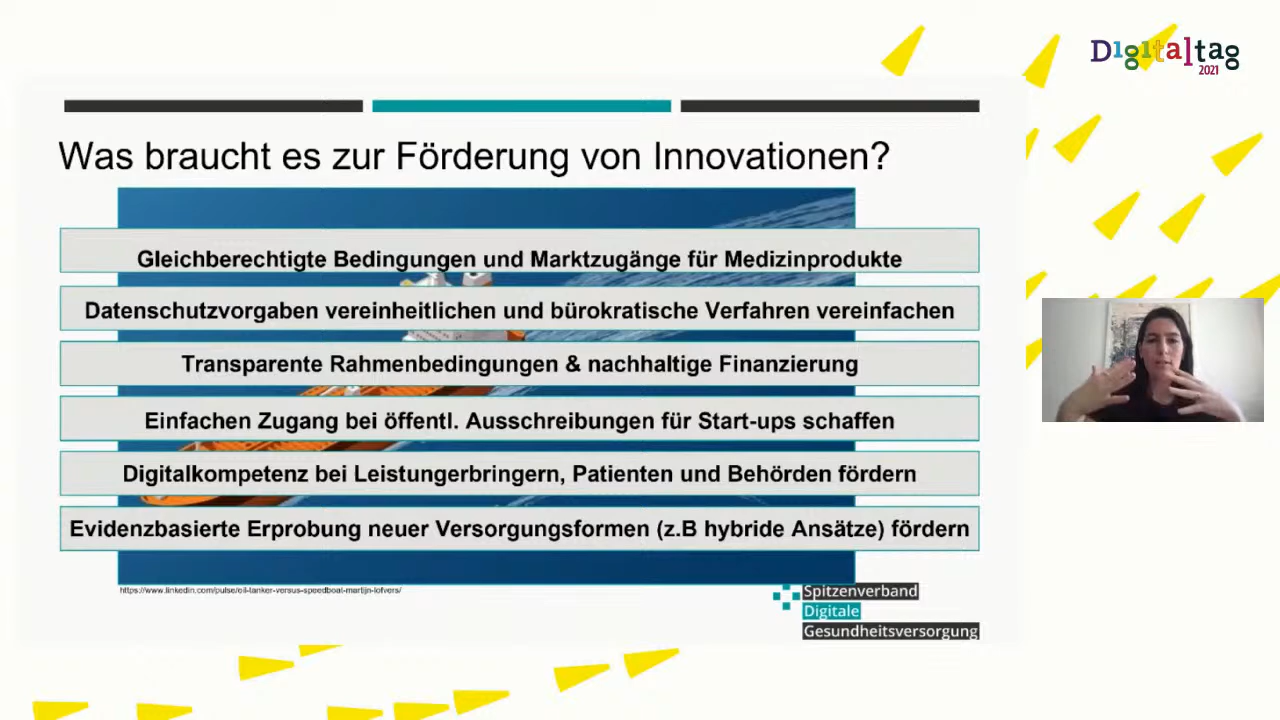 Digitaltag
2021
Was braucht es zur Förderung von Innovationen?
Gleichberechtigte Bedingungen und Marktzugänge für Medizinprodukte
Datenschutzvorgaben vereinheitlichen und bürokratische Verfahren vereinfachen
Transparente Rahmenbedingungen & nachhaltige Finanzierung
Einfachen Zugang bei öffentl. Ausschreibungen für Start-ups schaffen
Digitalkompetenz bei Leistungerbringern, Patienten und Behörden fördern
Evidenzbasierte Erprobung neuer Versorgungsformen (z.B hybride Ansätze) fördern
https://www.linkedin.com/pulse/oil-tanker-versus-speedboat-martijn-lofvers/
Spitzenverband
Digitale
Gesundheitsversorgung